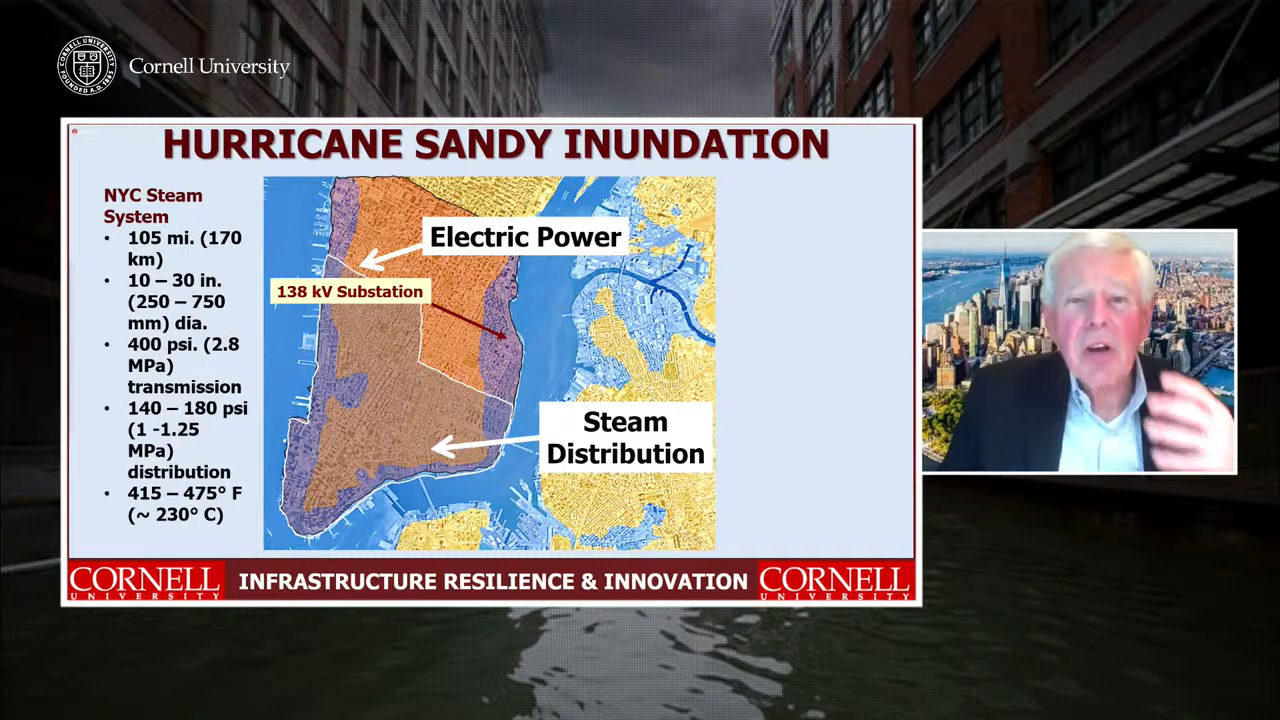 Cornell University
HURRICANE SANDY INUNDATION
NYC Steam
System
• 105 mi. (170
km)
• 10 – 30 in.
(250 – 750
mm) dia.
• 400 psi. (2.8
MPa)
transmission
• 140 – 180 psi
(1 -1.25
MPa)
distribution
• 415 – 475° F
(~ 230° C)
Electric Power
138 kV Substation
Steam
Distribution
CORNELL
UNIVERSITY
INFRASTRUCTURE RESILIENCE & INNOVATION
CORNELL
UNIVERSITY